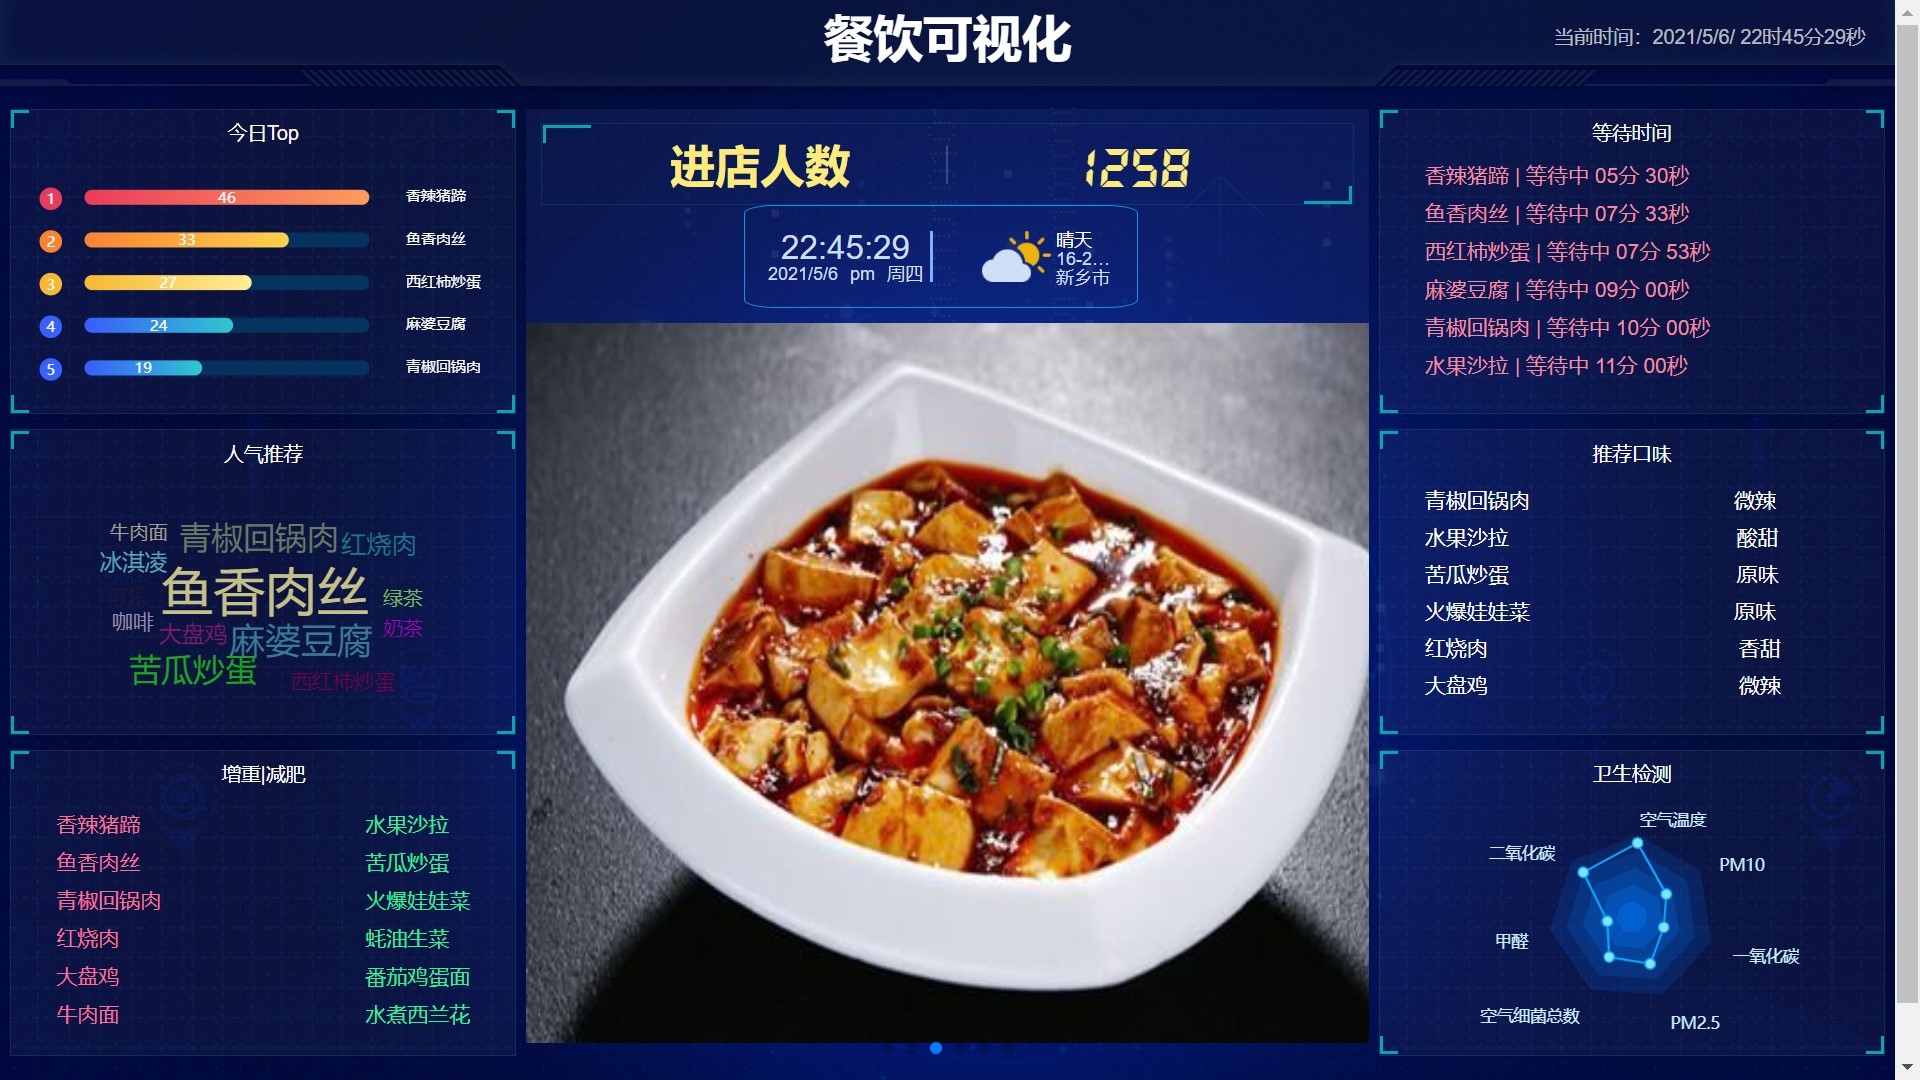 餐饮可视化
当前时间：2021/5/6/ 22时45分29秒
今日Top
1 46 香辣猪蹄
2 33 鱼香肉丝
3 27 西红柿炒蛋
4 24 麻婆豆腐
5 19 青椒回锅肉
人气推荐
牛肉面 青椒回锅肉 红烧肉
冰淇凌
鱼香肉丝 绿茶
咖啡 大盘鸡 麻婆豆腐 奶茶
苦瓜炒蛋 西红柿炒蛋
增重|减肥
香辣猪蹄 水果沙拉
鱼香肉丝 苦瓜炒蛋
青椒回锅肉 火爆娃娃菜
红烧肉 蚝油生菜
大盘鸡 番茄鸡蛋面
牛肉面 水煮西兰花
进店人数 1258
22:45:29
2021/5/6 pm 周四
晴天
16-2...
新乡市
等待时间
香辣猪蹄 | 等待中 05分 30秒
鱼香肉丝 | 等待中 07分 33秒
西红柿炒蛋 | 等待中 07分 53秒
麻婆豆腐 | 等待中 09分 00秒
青椒回锅肉 | 等待中 10分 00秒
水果沙拉 | 等待中 11分 00秒
推荐口味
青椒回锅肉 微辣
水果沙拉 酸甜
苦瓜炒蛋 原味
火爆娃娃菜 原味
红烧肉 香甜
大盘鸡 微辣
卫生检测
空气温度
二氧化碳 PM10
甲醛 一氧化碳
空气细菌总数 PM2.5